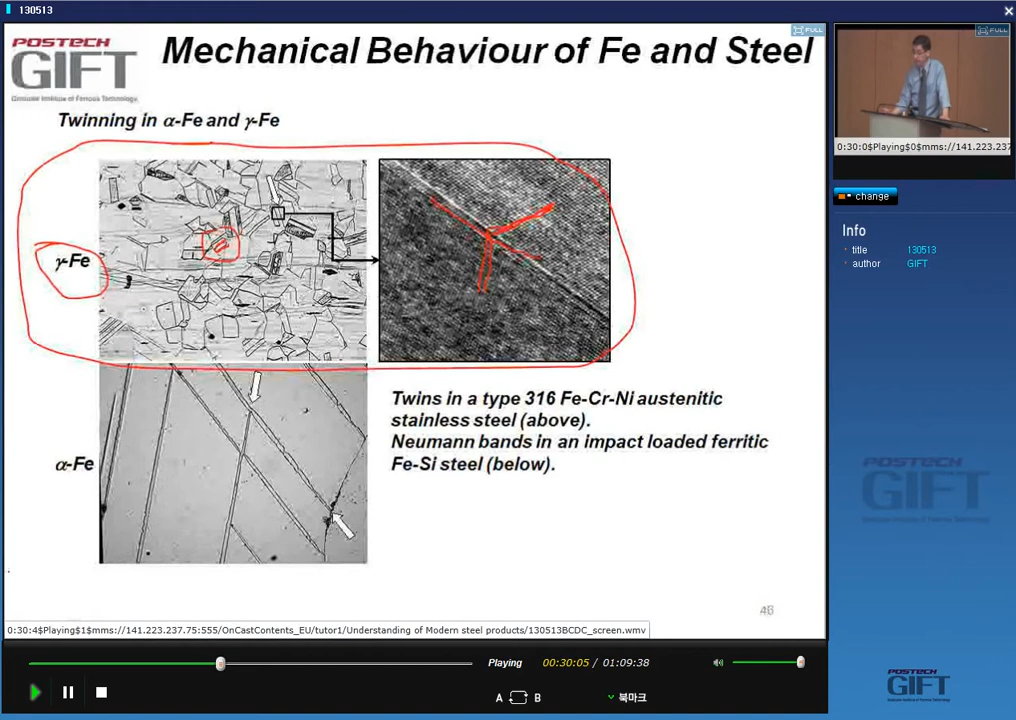 130513
FULL
POSTECH
GIFT
Graduate Institute of Ferrous Technology
Mechanical Behaviour of Fe and Steel
Twinning in α-Fe and γ-Fe
γ-Fe
Twins in a type 316 Fe-Cr-Ni austenitic
stainless steel (above).
Neumann bands in an impact loaded ferritic
Fe-Si steel (below).
α-Fe
46
0:30:4$Playing$1$mms://141.223.237.75:555/OnCastContents_EU/tutor1/Understanding of Modern steel products/130513BCDC_screen.wmv
Playing
00:30:05 / 01:09:38
A B
북마크
FULL
0:30:0$Playing$0$mms://141.223.237
change
Info
title 130513
author GIFT
POSTECH
GIFT
POSTECH
GIFT